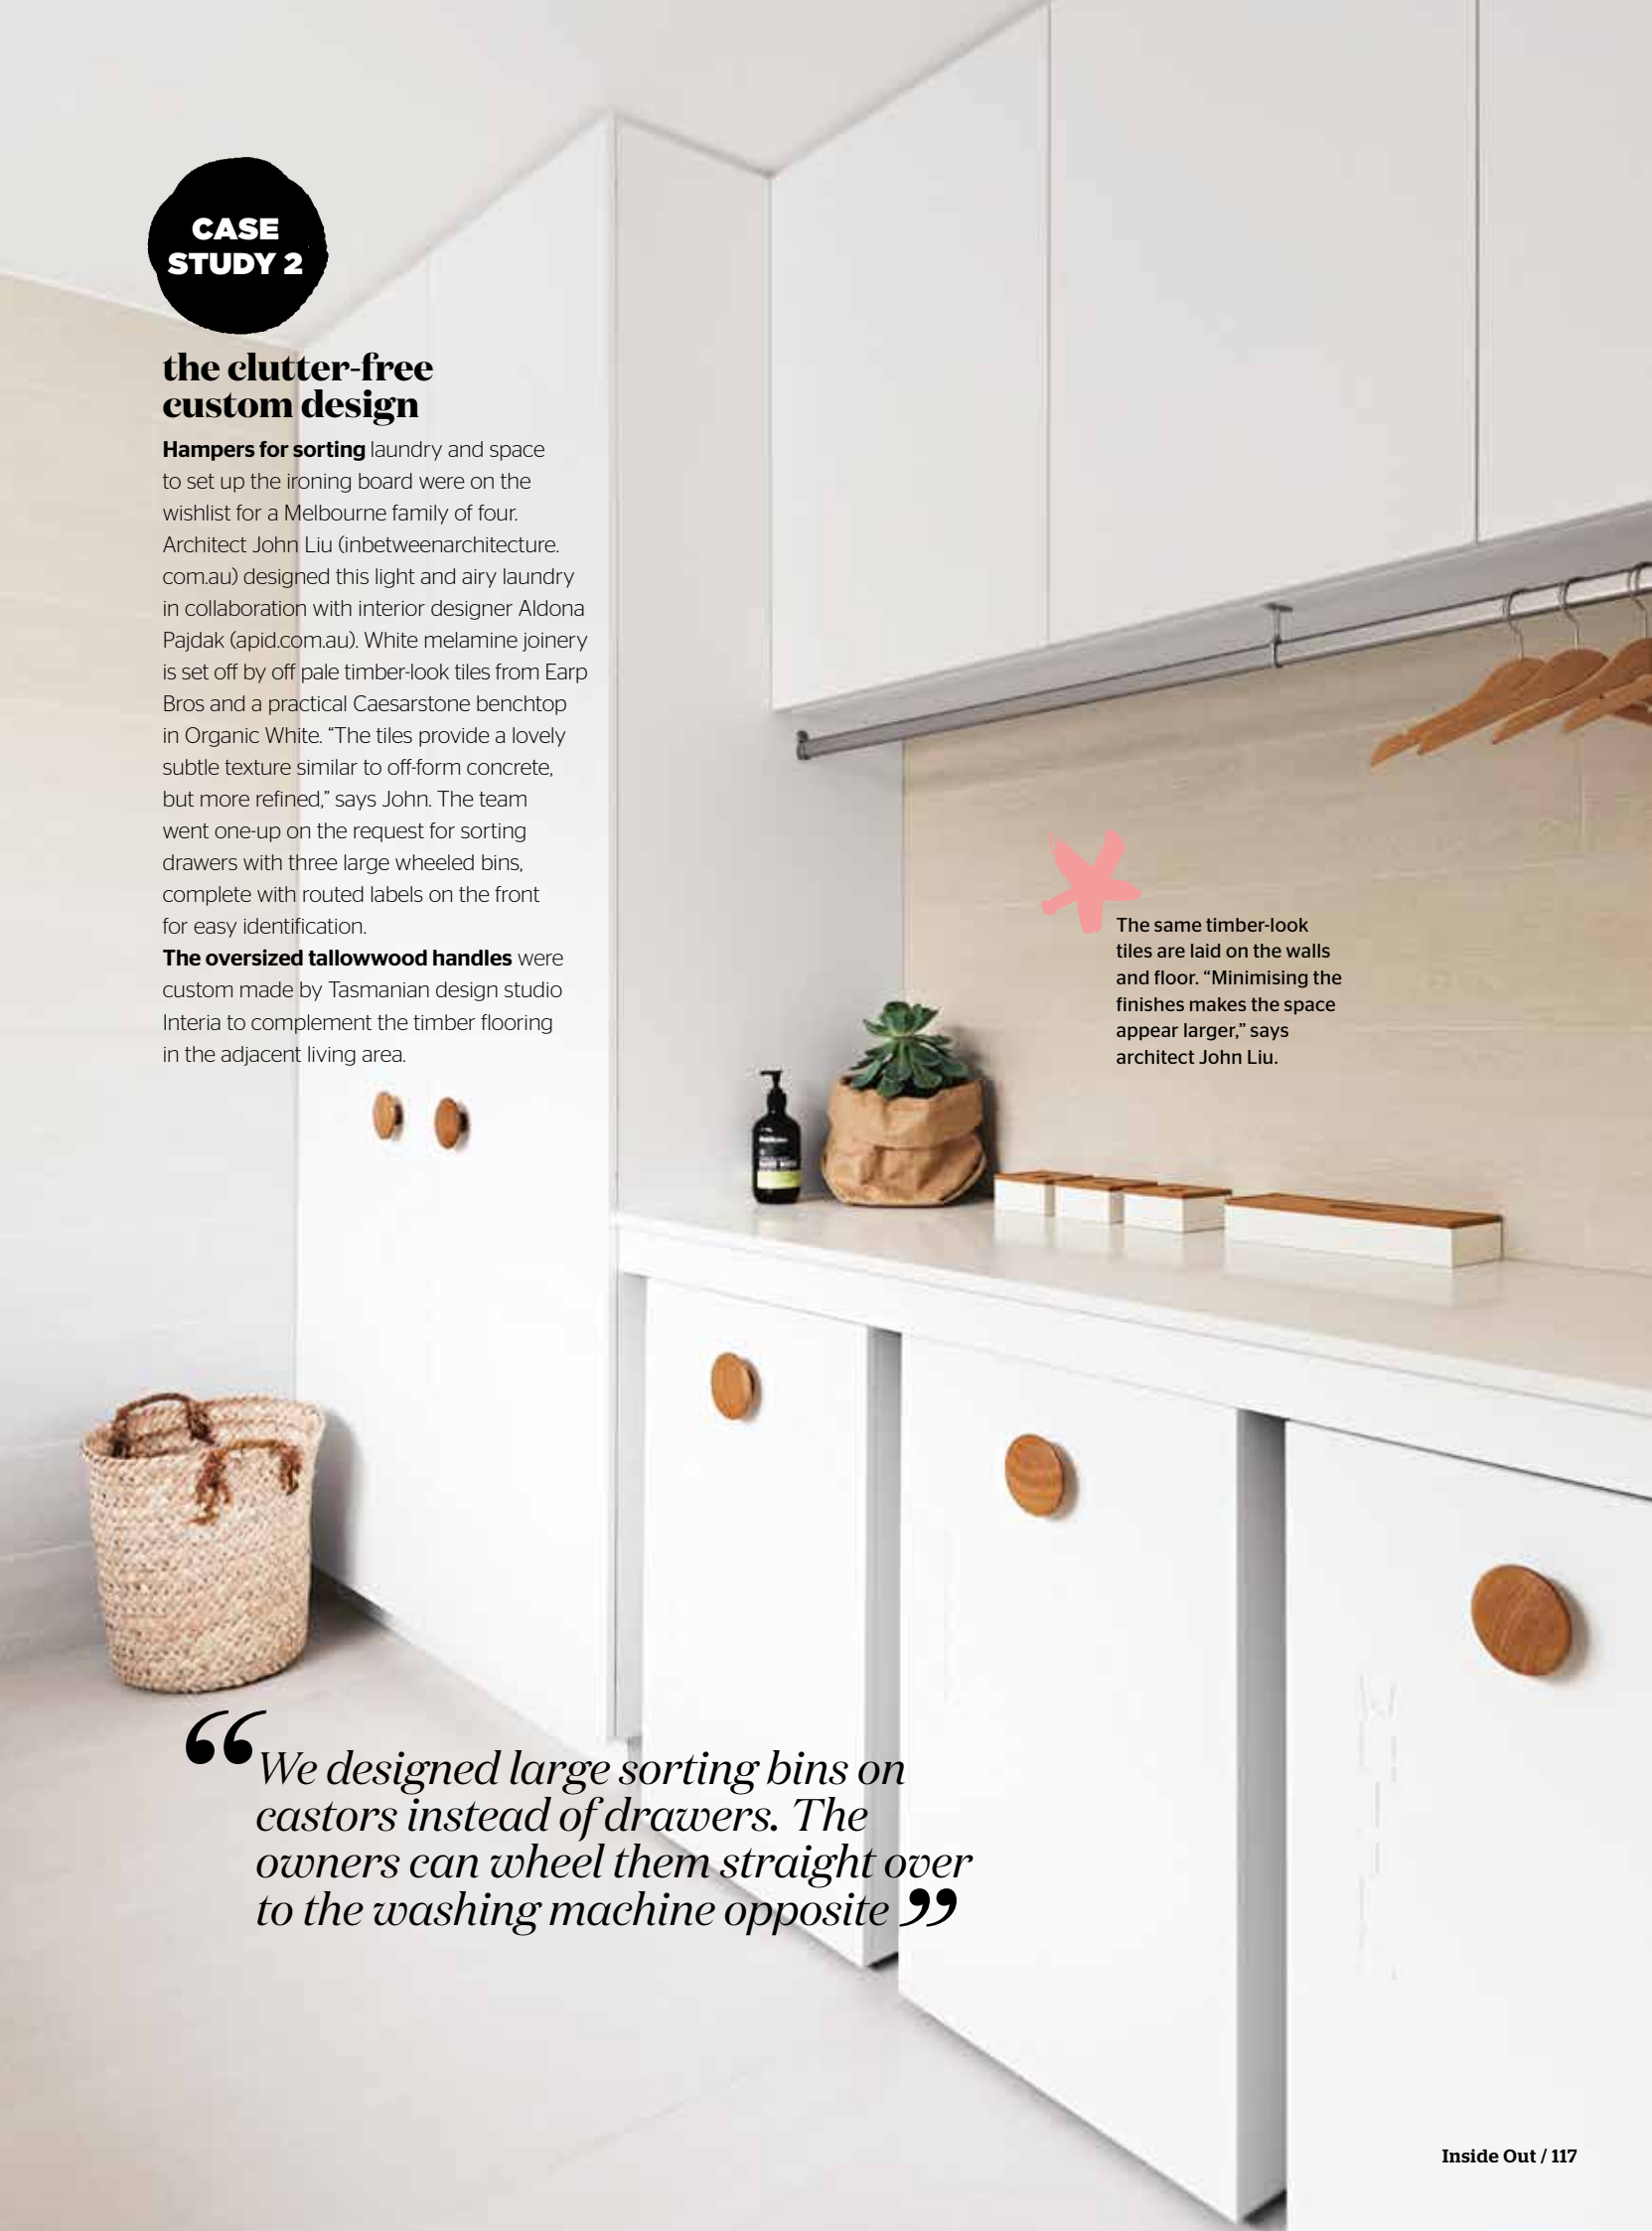 CASE
STUDY 2
the clutter-free
custom design
Hampers for sorting laundry and space
to set up the ironing board were on the
wishlist for a Melbourne family of four.
Architect John Liu (inbetweenarchitecture.
com.au) designed this light and airy laundry
in collaboration with interior designer Aldona
Pajdak (apid.com.au). White melamine joinery
is set off by off pale timber-look tiles from Earp
Bros and a practical Caesarstone benchtop
in Organic White. “The tiles provide a lovely
subtle texture similar to off-form concrete,
but more refined,” says John. The team
went one-up on the request for sorting
drawers with three large wheeled bins,
complete with routed labels on the front
for easy identification.
The oversized tallowwood handles were
custom made by Tasmanian design studio
Interia to complement the timber flooring
in the adjacent living area.
The same timber-look
tiles are laid on the walls
and floor. “Minimising the
finishes makes the space
appear larger,” says
architect John Liu.
“We designed large sorting bins on
castors instead of drawers. The
owners can wheel them straight over
to the washing machine opposite”
Inside Out / 117